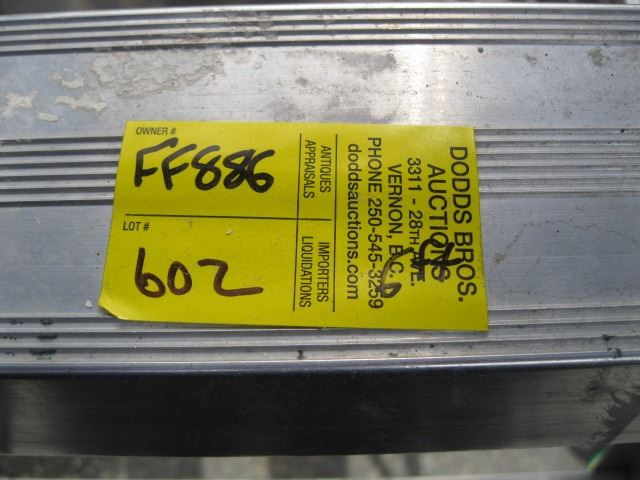 OWNER #
FF886
LOT #
602
ANTIQUES
APPRAISALS
IMPORTERS
LIQUIDATIONS
DODDS BROS.
AUCTIONS
3311 - 28TH AVE.
VERNON, B.C.
PHONE 250-545-3259
doddsauctions.com